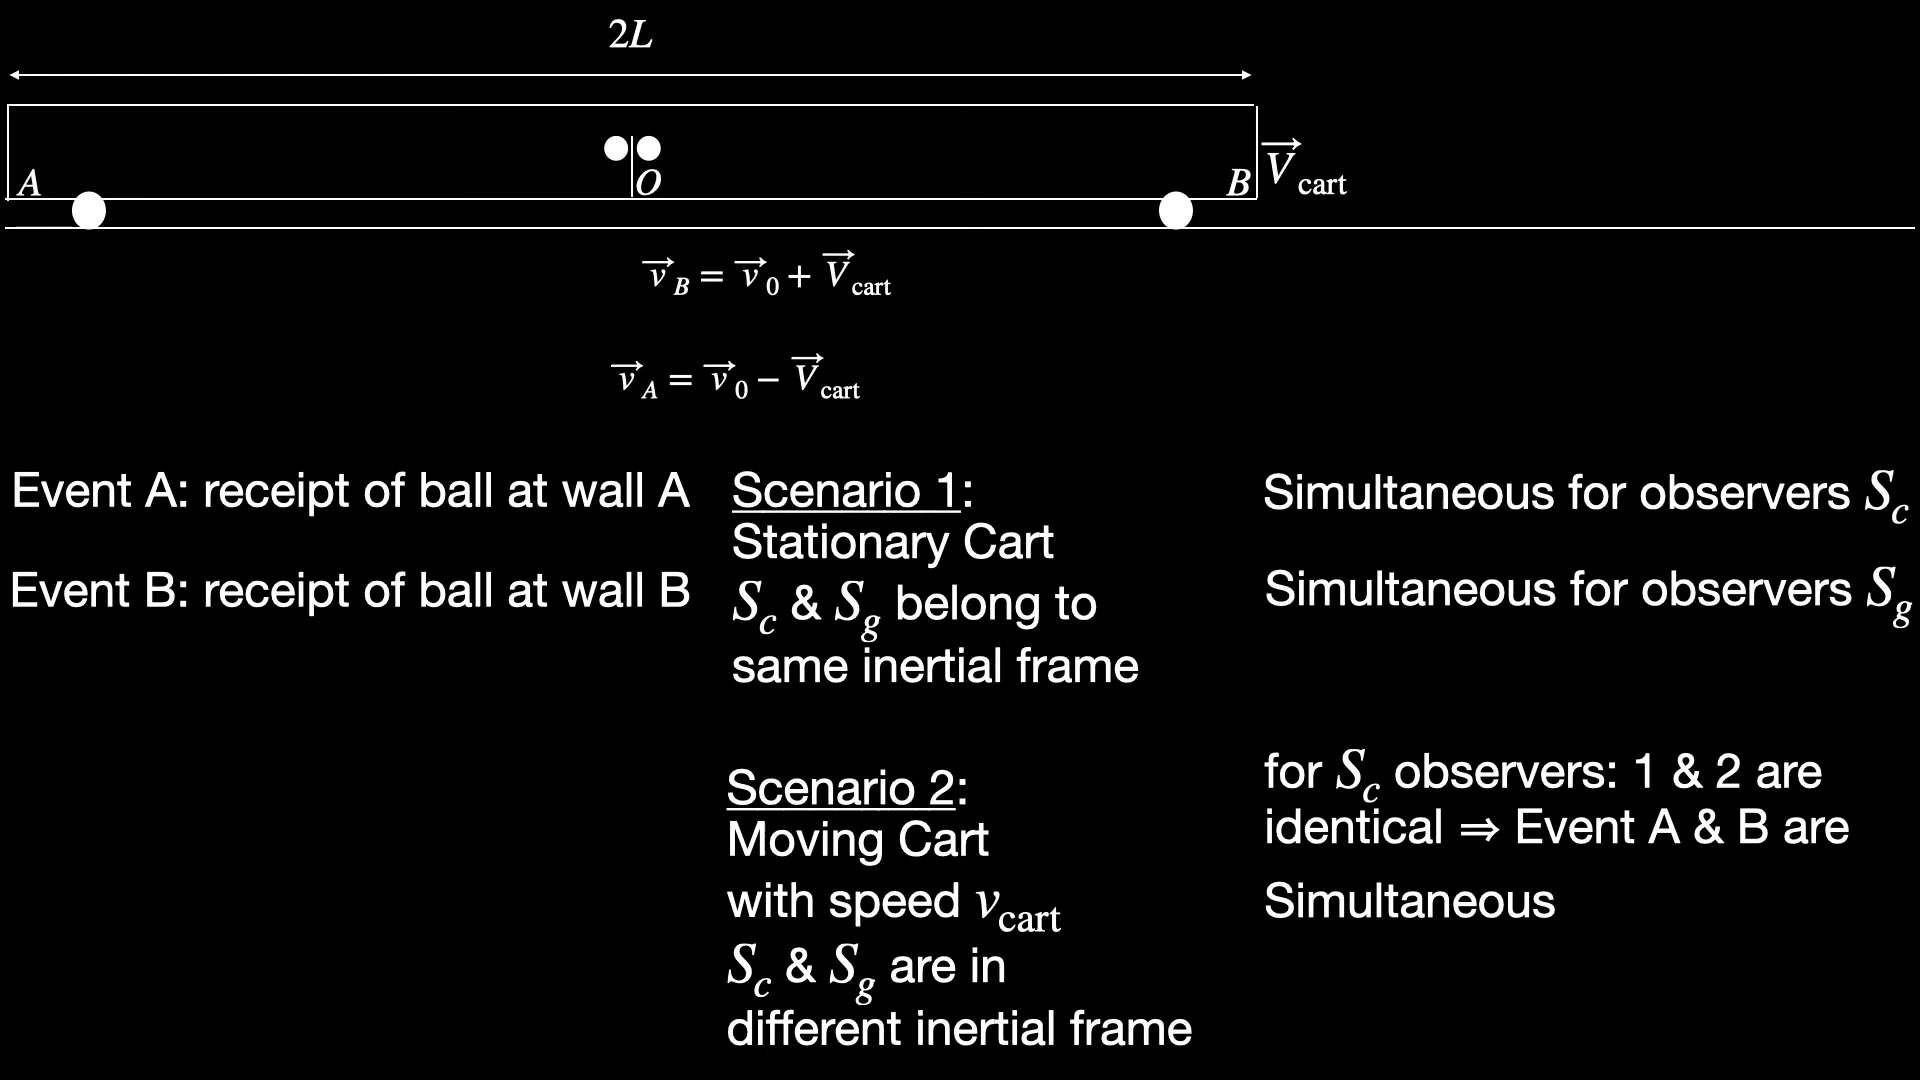 2L
A
O
B
V⃗cart
v⃗B = v⃗0 + V⃗cart
v⃗A = v⃗0 − V⃗cart
Event A: receipt of ball at wall A
Event B: receipt of ball at wall B
Scenario 1:
Stationary Cart
Sc & Sg belong to
same inertial frame
Simultaneous for observers Sc
Simultaneous for observers Sg
Scenario 2:
Moving Cart
with speed vcart
Sc & Sg are in
different inertial frame
for Sc observers: 1 & 2 are
identical ⇒ Event A & B are
Simultaneous